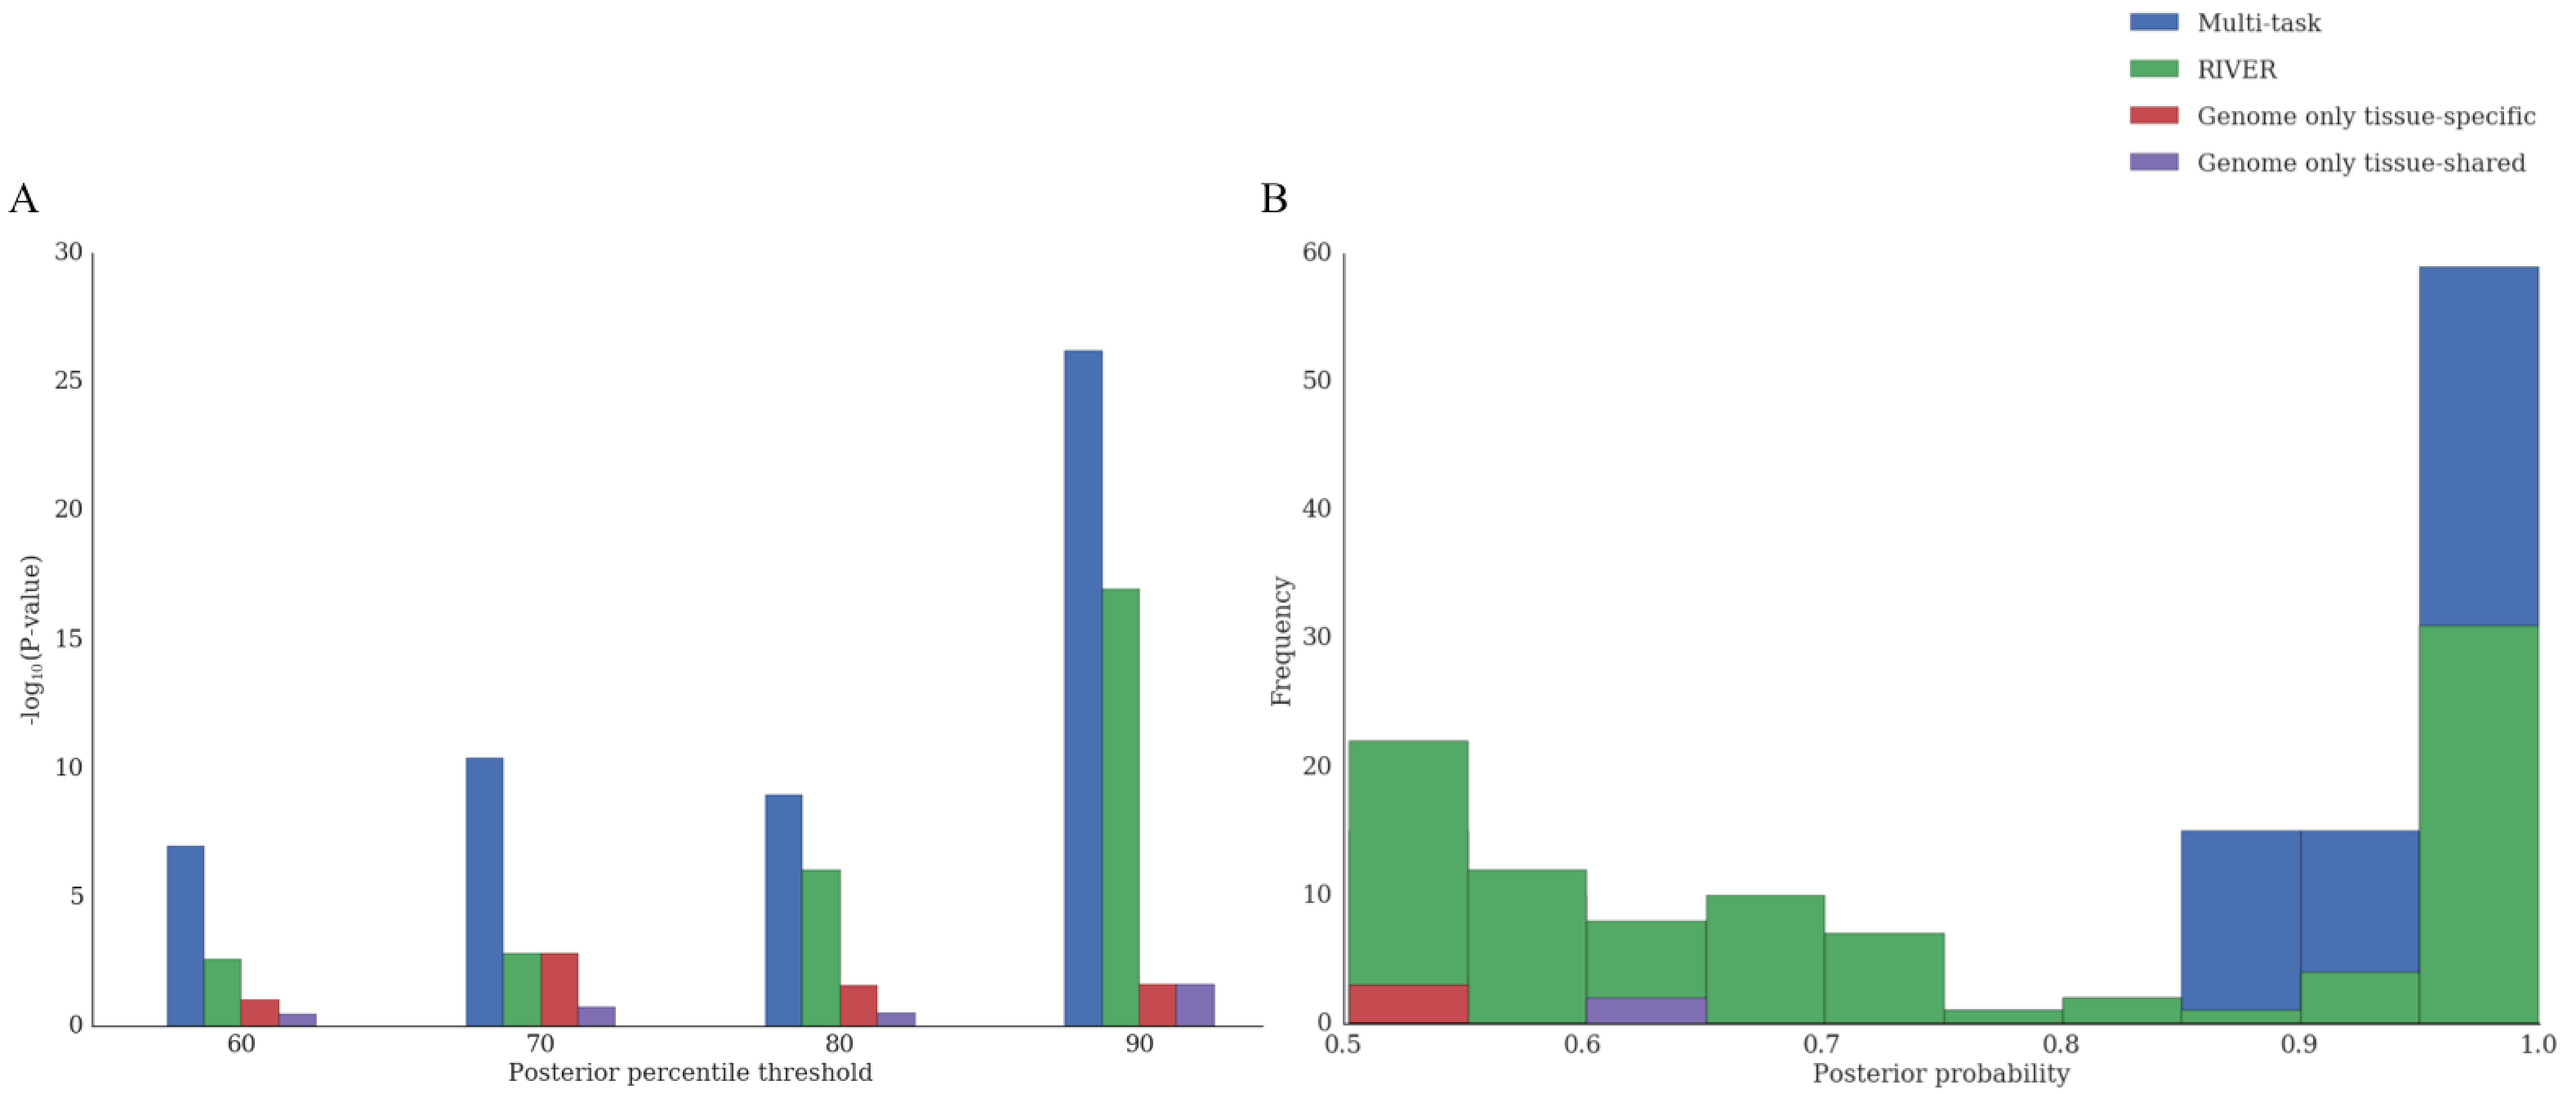 Multi-task
RIVER
Genome only tissue-specific
Genome only tissue-shared
A
30
25
20
15
10
5
0
-log₁₀(P-value)
60 70 80 90
Posterior percentile threshold
B
60
50
40
30
20
10
0
Frequency
0.5 0.6 0.7 0.8 0.9 1.0
Posterior probability